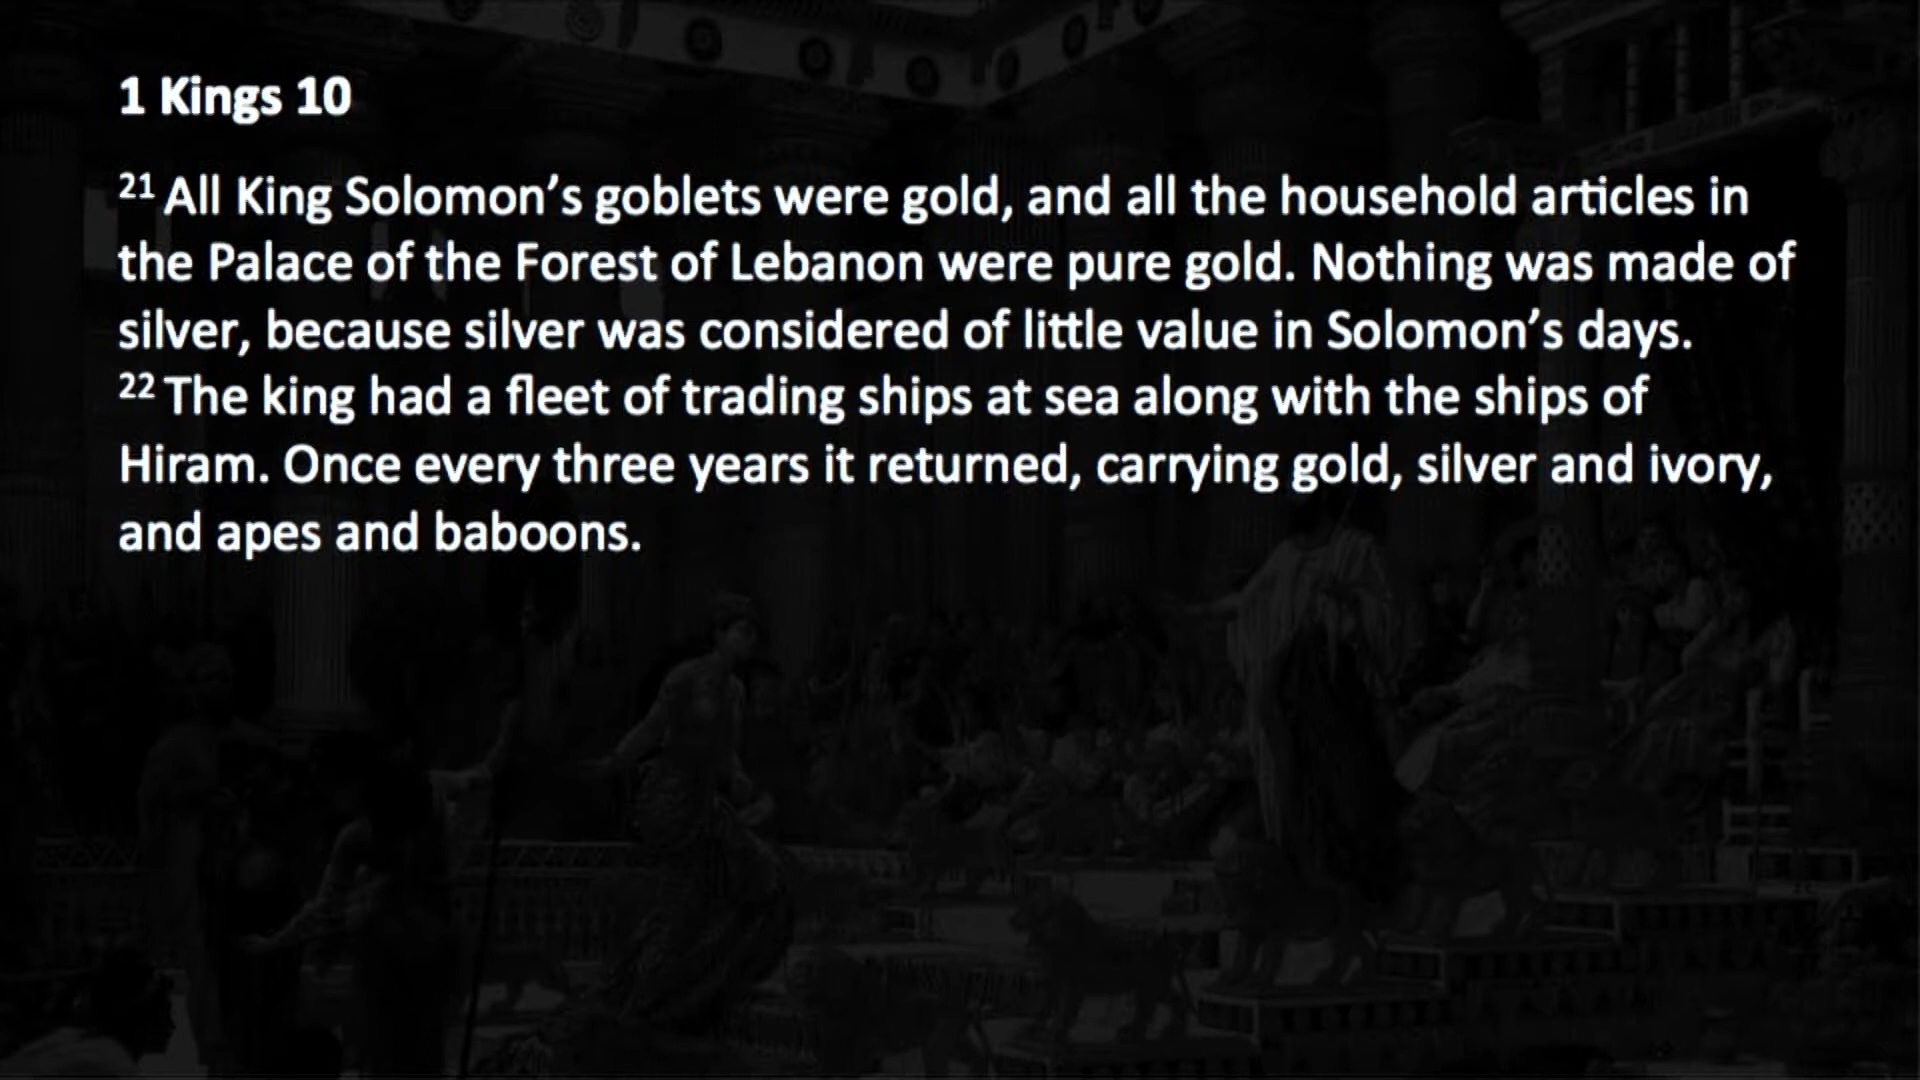 1 Kings 10
21 All King Solomon’s goblets were gold, and all the household articles in
the Palace of the Forest of Lebanon were pure gold. Nothing was made of
silver, because silver was considered of little value in Solomon’s days.
22 The king had a fleet of trading ships at sea along with the ships of
Hiram. Once every three years it returned, carrying gold, silver and ivory,
and apes and baboons.